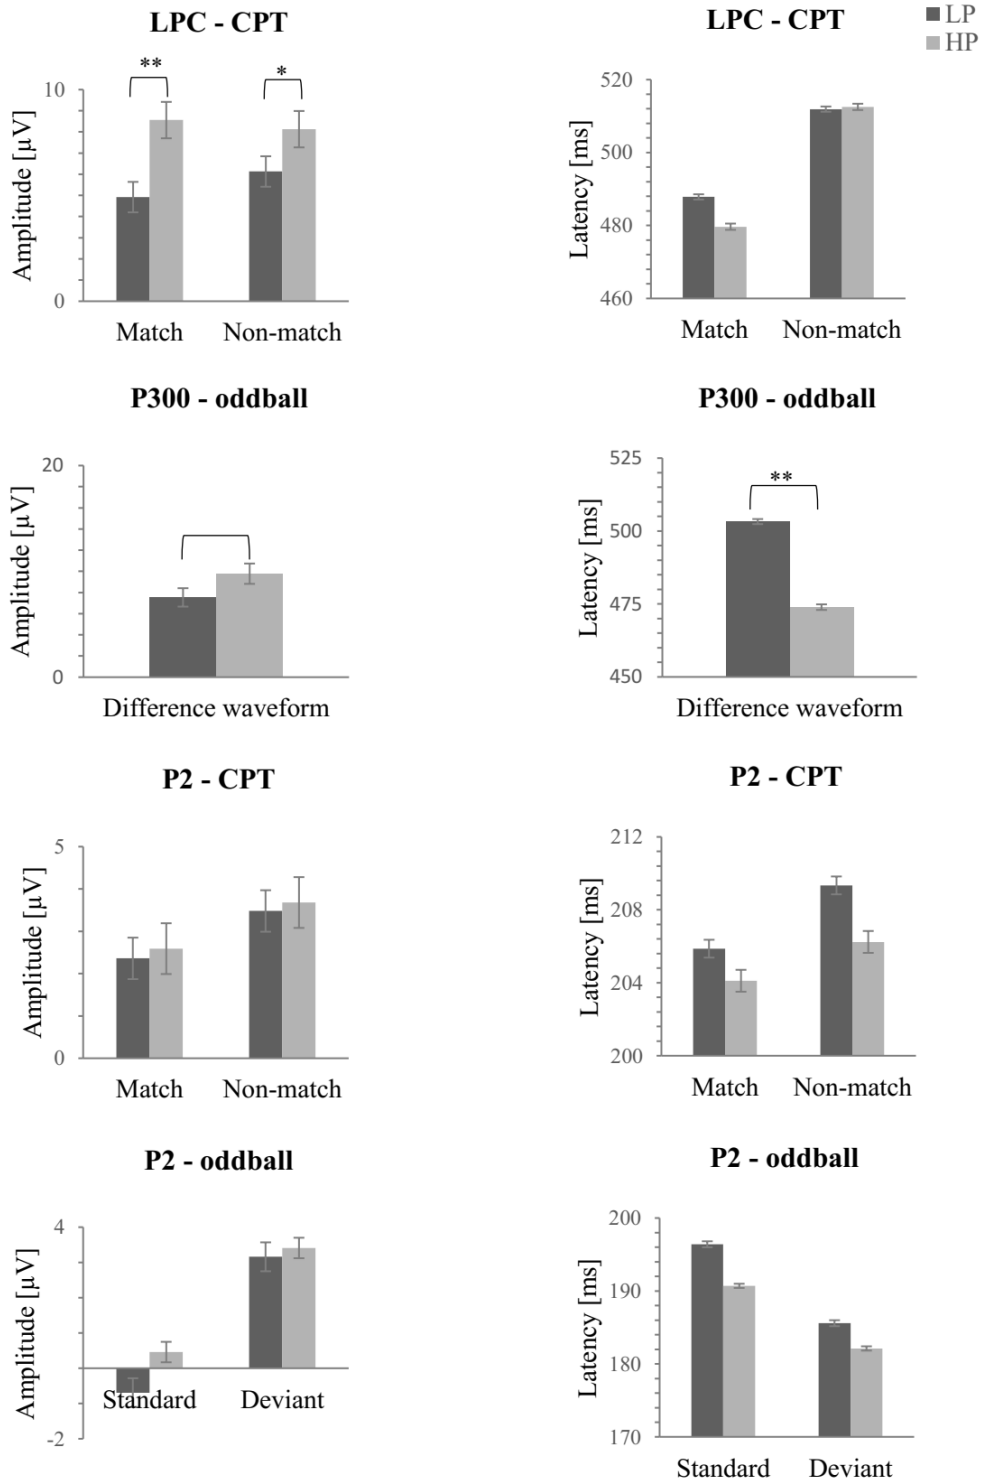 LPC - CPT
LPC - CPT
LP
HP
**
*
Amplitude [µV]
10
0
Match Non-match
Latency [ms]
520
500
480
460
Match Non-match
P300 - oddball
P300 - oddball
Amplitude [µV]
20
0
Difference waveform
**
Latency [ms]
525
500
475
450
Difference waveform
P2 - CPT
P2 - CPT
Amplitude [µV]
5
0
Match Non-match
Latency [ms]
212
208
204
200
Match Non-match
P2 - oddball
P2 - oddball
Amplitude [µV]
4
-2
Standard Deviant
Latency [ms]
200
190
180
170
Standard Deviant